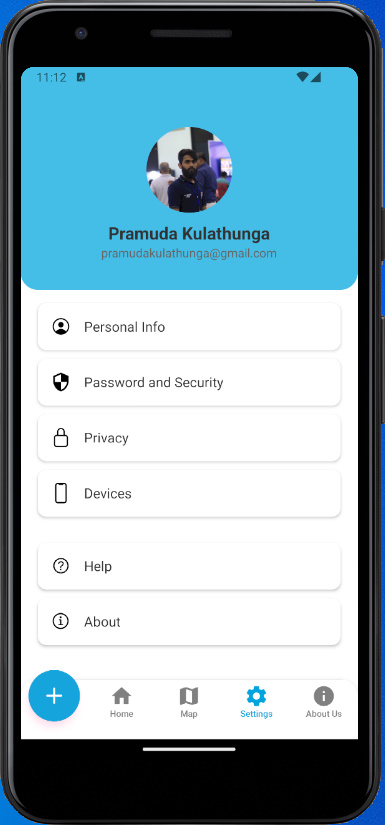 11:12
Pramuda Kulathunga
pramudakulathunga@gmail.com
Personal Info
Password and Security
Privacy
Devices
Help
About
Home Map Settings About Us